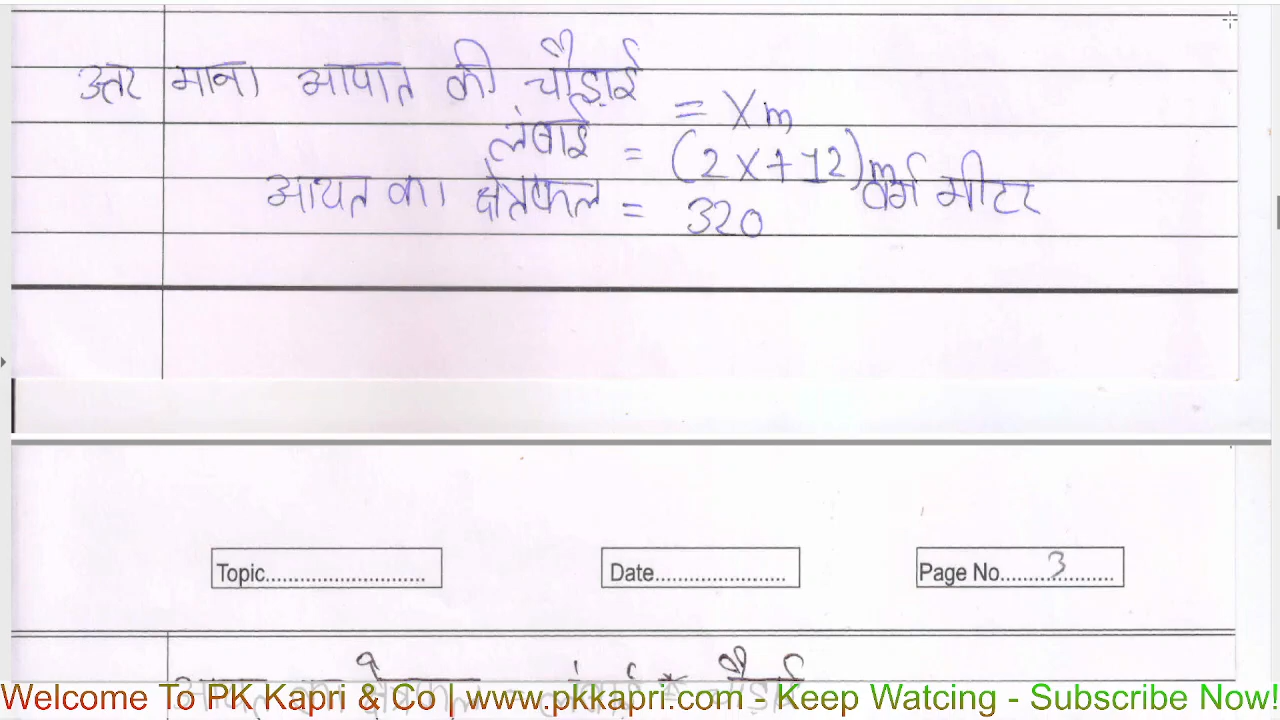 उत्तर माना आपात की चौड़ाई = X m
लंबाई = (2x+12) m
आयत का क्षेत्रफल = 320 वर्ग मीटर
Topic............................
Date.......................
Page No.........3..........
Welcome To PK Kapri & Co | www.pkkapri.com - Keep Watcing - Subscribe Now!